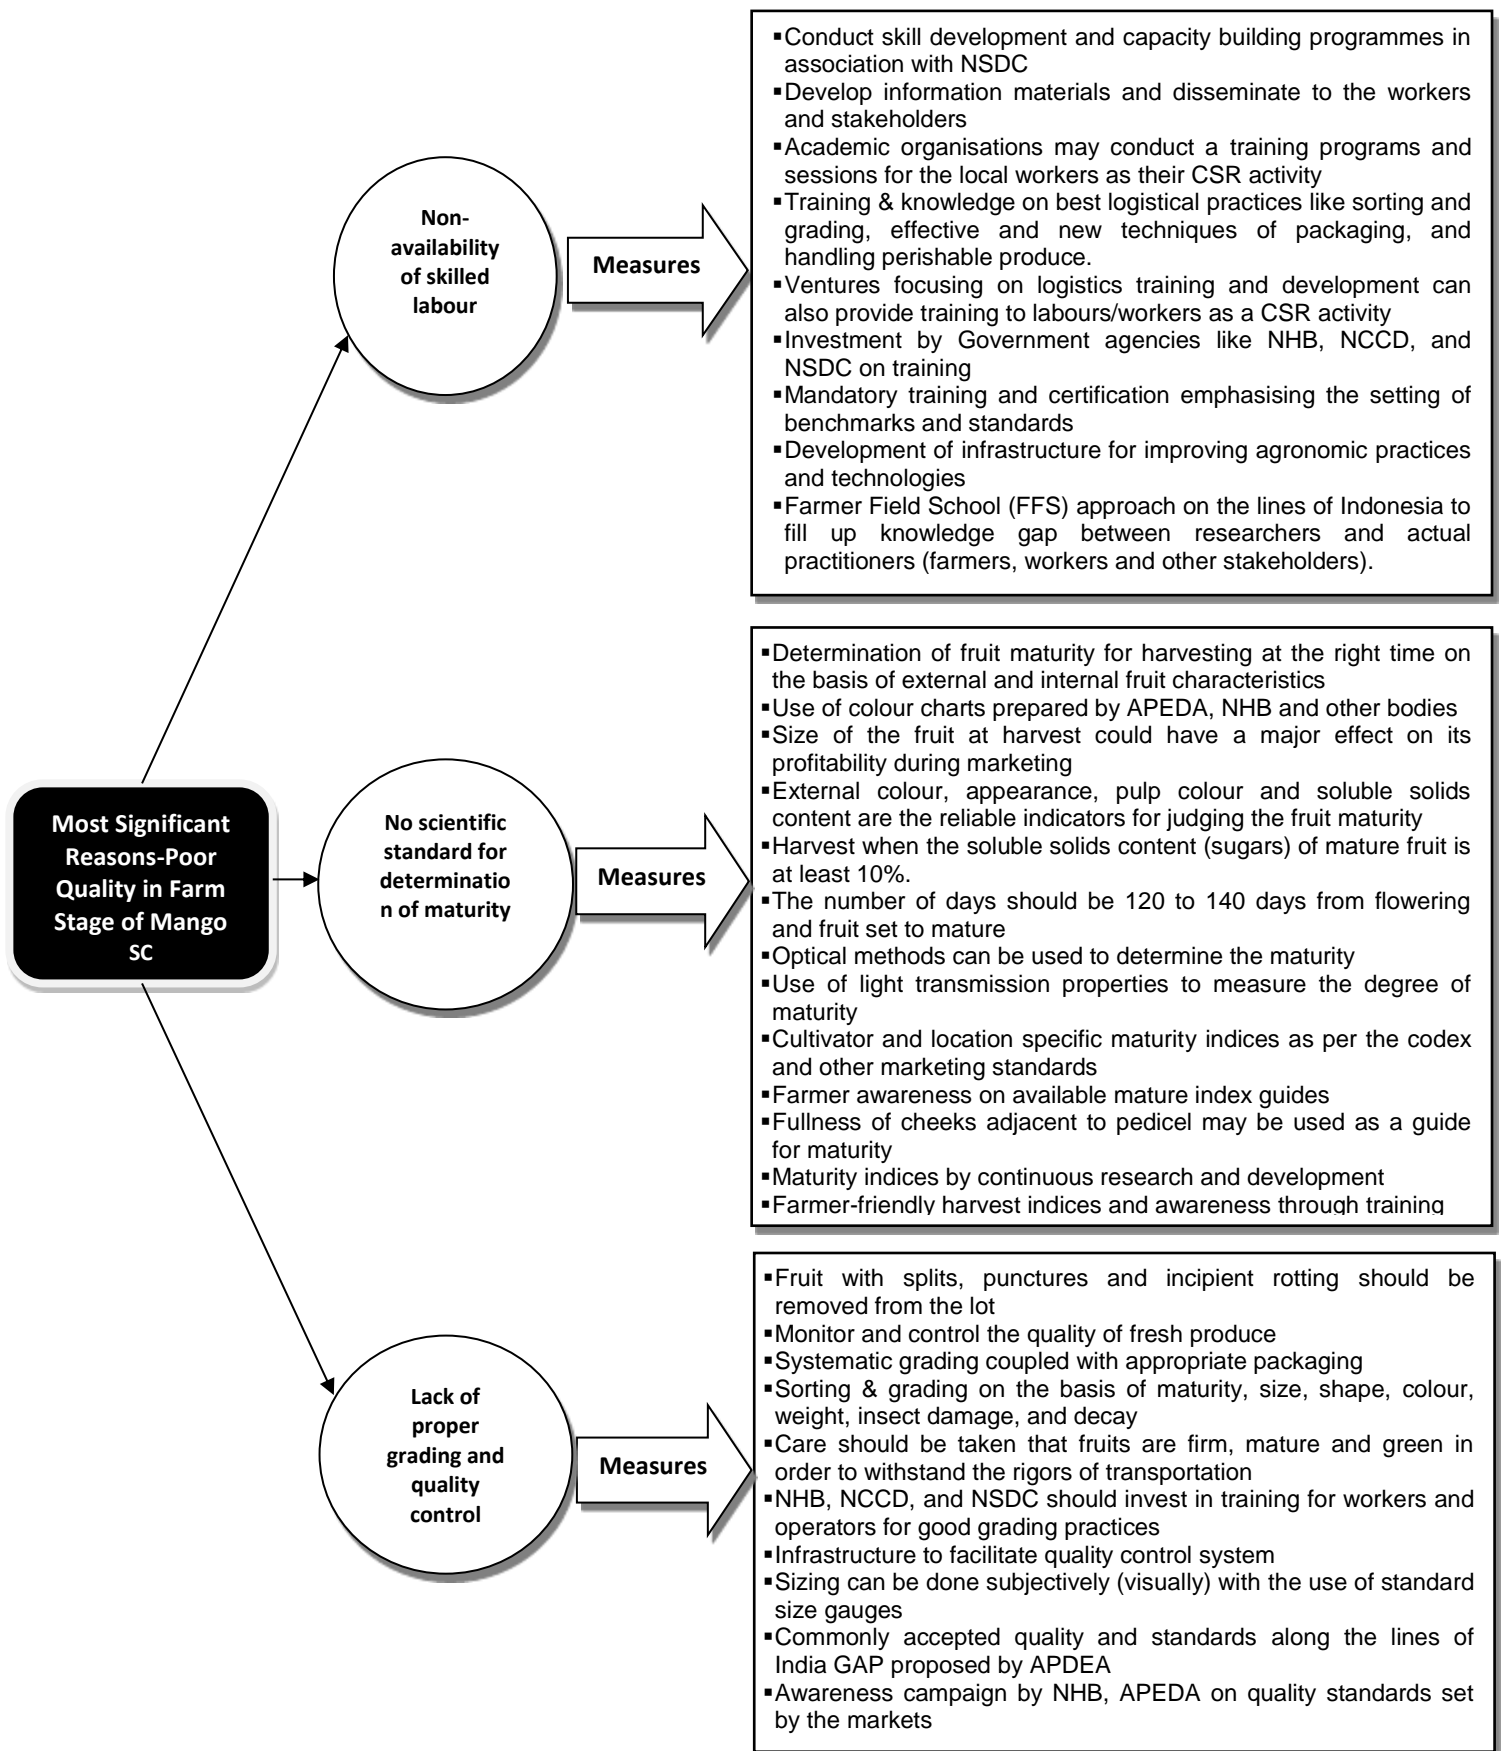 Most Significant
Reasons-Poor
Quality in Farm
Stage of Mango
SC
Non-
availability
of skilled
labour
Measures
▪Conduct skill development and capacity building programmes in
association with NSDC
▪Develop information materials and disseminate to the workers
and stakeholders
▪Academic organisations may conduct a training programs and
sessions for the local workers as their CSR activity
▪Training & knowledge on best logistical practices like sorting and
grading, effective and new techniques of packaging, and
handling perishable produce.
▪Ventures focusing on logistics training and development can
also provide training to labours/workers as a CSR activity
▪Investment by Government agencies like NHB, NCCD, and
NSDC on training
▪Mandatory training and certification emphasising the setting of
benchmarks and standards
▪Development of infrastructure for improving agronomic practices
and technologies
▪Farmer Field School (FFS) approach on the lines of Indonesia to
fill up knowledge gap between researchers and actual
practitioners (farmers, workers and other stakeholders).
No scientific
standard for
determinatio
n of maturity
Measures
▪Determination of fruit maturity for harvesting at the right time on
the basis of external and internal fruit characteristics
▪Use of colour charts prepared by APEDA, NHB and other bodies
▪Size of the fruit at harvest could have a major effect on its
profitability during marketing
▪External colour, appearance, pulp colour and soluble solids
content are the reliable indicators for judging the fruit maturity
▪Harvest when the soluble solids content (sugars) of mature fruit is
at least 10%.
▪The number of days should be 120 to 140 days from flowering
and fruit set to mature
▪Optical methods can be used to determine the maturity
▪Use of light transmission properties to measure the degree of
maturity
▪Cultivator and location specific maturity indices as per the codex
and other marketing standards
▪Farmer awareness on available mature index guides
▪Fullness of cheeks adjacent to pedicel may be used as a guide
for maturity
▪Maturity indices by continuous research and development
▪Farmer-friendly harvest indices and awareness through training
Lack of
proper
grading and
quality
control
Measures
▪Fruit with splits, punctures and incipient rotting should be
removed from the lot
▪Monitor and control the quality of fresh produce
▪Systematic grading coupled with appropriate packaging
▪Sorting & grading on the basis of maturity, size, shape, colour,
weight, insect damage, and decay
▪Care should be taken that fruits are firm, mature and green in
order to withstand the rigors of transportation
▪NHB, NCCD, and NSDC should invest in training for workers and
operators for good grading practices
▪Infrastructure to facilitate quality control system
▪Sizing can be done subjectively (visually) with the use of standard
size gauges
▪Commonly accepted quality and standards along the lines of
India GAP proposed by APDEA
▪Awareness campaign by NHB, APEDA on quality standards set
by the markets